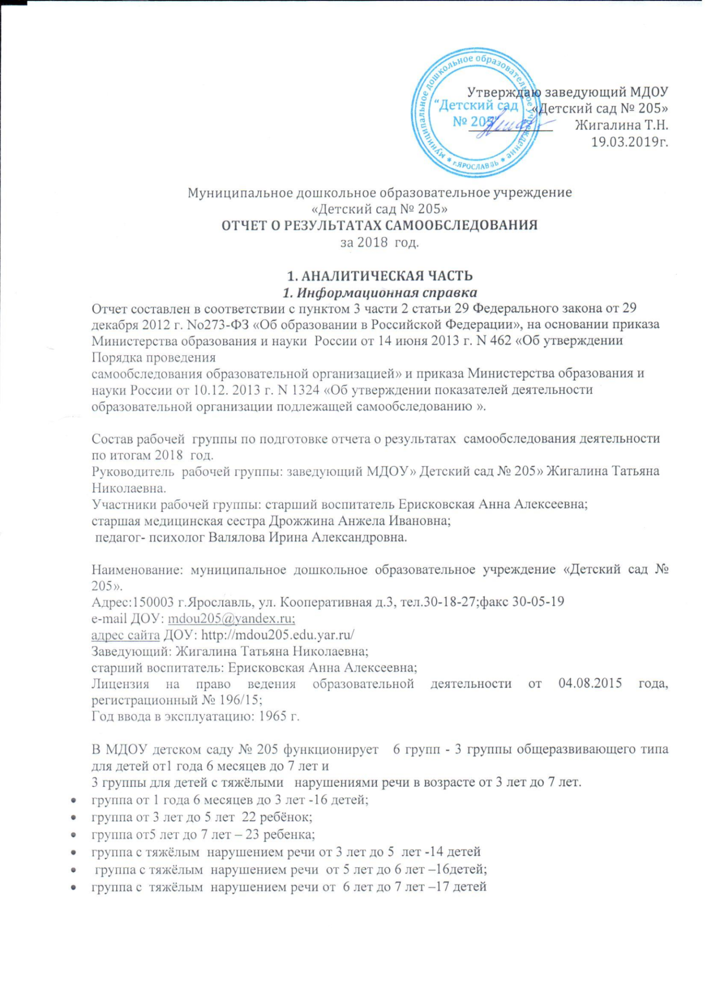 муниципальное дошкольное образовательное учреждение
* г.ЯРОСЛАВЛЬ *
“Детский сад
№ 205”
Утверждаю заведующий МДОУ
«Детский сад № 205»
Жигалина Т.Н.
19.03.2019г.
Муниципальное дошкольное образовательное учреждение
«Детский сад № 205»
ОТЧЕТ О РЕЗУЛЬТАТАХ САМООБСЛЕДОВАНИЯ
за 2018 год.
1. АНАЛИТИЧЕСКАЯ ЧАСТЬ
1. Информационная справка
Отчет составлен в соответствии с пунктом 3 части 2 статьи 29 Федерального закона от 29
декабря 2012 г. No273-ФЗ «Об образовании в Российской Федерации», на основании приказа
Министерства образования и науки России от 14 июня 2013 г. N 462 «Об утверждении
Порядка проведения
самообследования образовательной организацией» и приказа Министерства образования и
науки России от 10.12. 2013 г. N 1324 «Об утверждении показателей деятельности
образовательной организации подлежащей самообследованию ».
Состав рабочей группы по подготовке отчета о результатах самообследования деятельности
по итогам 2018 год.
Руководитель рабочей группы: заведующий МДОУ» Детский сад № 205» Жигалина Татьяна
Николаевна.
Участники рабочей группы: старший воспитатель Ерисковская Анна Алексеевна;
старшая медицинская сестра Дрожжина Анжела Ивановна;
педагог- психолог Валялова Ирина Александровна.
Наименование: муниципальное дошкольное образовательное учреждение «Детский сад №
205».
Адрес:150003 г.Ярославль, ул. Кооперативная д.3, тел.30-18-27;факс 30-05-19
e-mail ДОУ: mdou205@yandex.ru;
адрес сайта ДОУ: http://mdou205.edu.yar.ru/
Заведующий: Жигалина Татьяна Николаевна;
старший воспитатель: Ерисковская Анна Алексеевна;
Лицензия на право ведения образовательной деятельности от 04.08.2015 года,
регистрационный № 196/15;
Год ввода в эксплуатацию: 1965 г.
В МДОУ детском саду № 205 функционирует 6 групп - 3 группы общеразвивающего типа
для детей от1 года 6 месяцев до 7 лет и
3 группы для детей с тяжёлыми нарушениями речи в возрасте от 3 лет до 7 лет.
• группа от 1 года 6 месяцев до 3 лет -16 детей;
• группа от 3 лет до 5 лет 22 ребёнок;
• группа от5 лет до 7 лет – 23 ребенка;
• группа с тяжёлым нарушением речи от 3 лет до 5 лет -14 детей
• группа с тяжёлым нарушением речи от 5 лет до 6 лет –16детей;
• группа с тяжёлым нарушением речи от 6 лет до 7 лет –17 детей